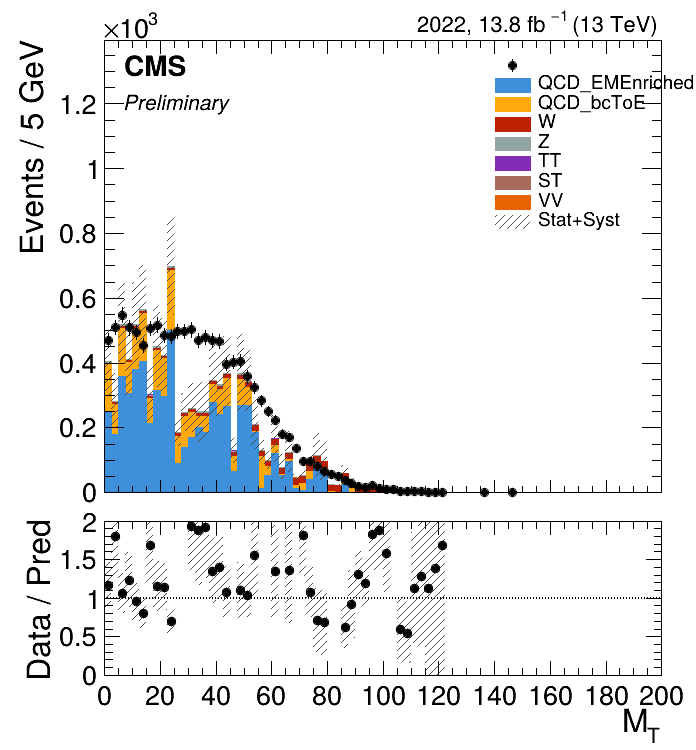 ×10³
2022, 13.8 fb⁻¹ (13 TeV)
CMS
Preliminary
QCD_EMEnriched
QCD_bcToE
W
Z
TT
ST
VV
Stat+Syst
Events / 5 GeV
1.2
1
0.8
0.6
0.4
0.2
0
Data / Pred
2
1.5
1
0.5
0
0 20 40 60 80 100 120 140 160 180 200
M_T